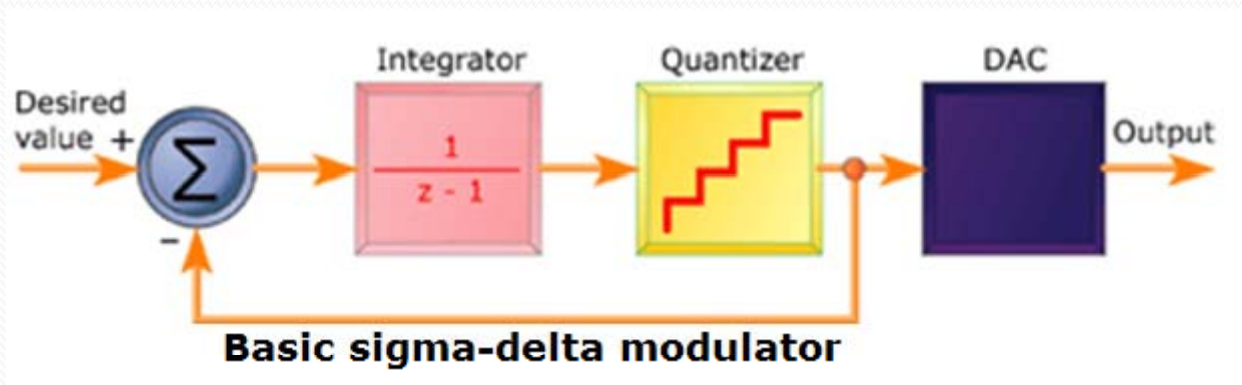 Integrator
Quantizer
DAC
Desired
value +
Σ
1
z - 1
Output
−
Basic sigma-delta modulator